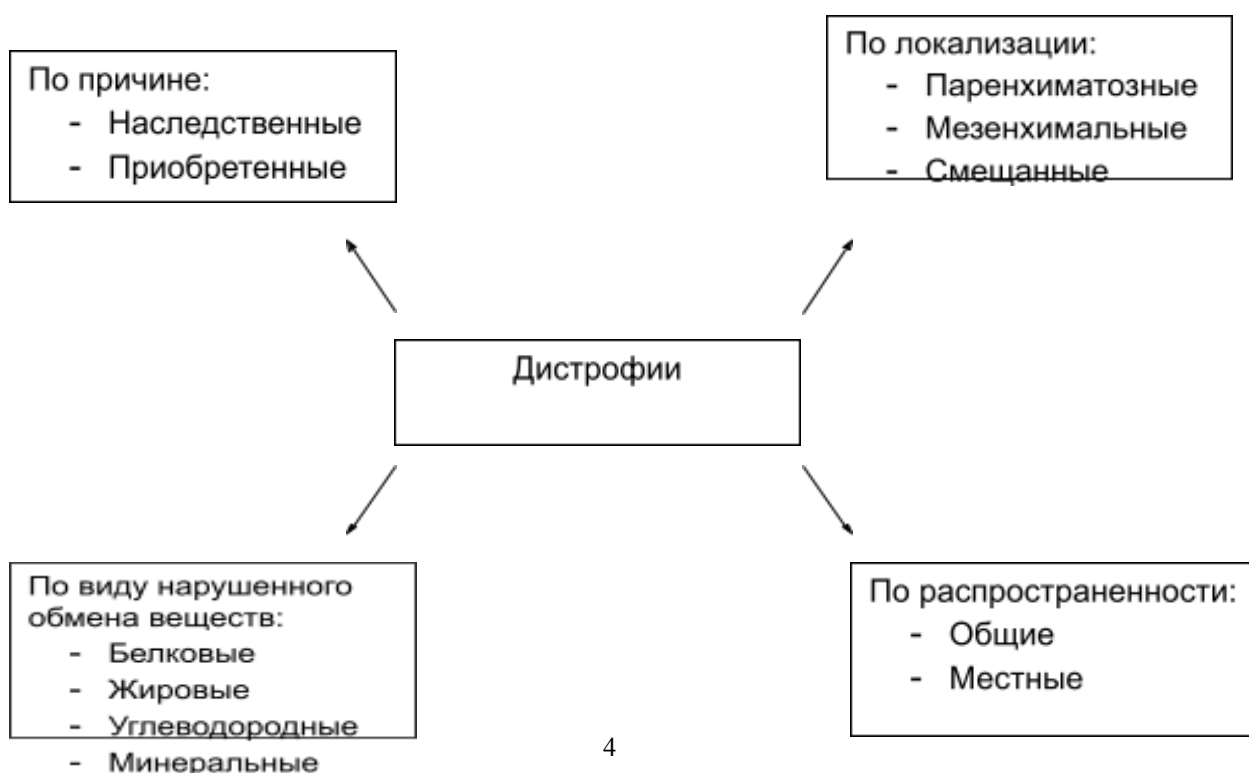 По причине:
- Наследственные
- Приобретенные
По локализации:
- Паренхиматозные
- Мезенхимальные
- Смещанные
Дистрофии
По виду нарушенного
обмена веществ:
- Белковые
- Жировые
- Углеводородные
- Минеральные
По распространенности:
- Общие
- Местные
4